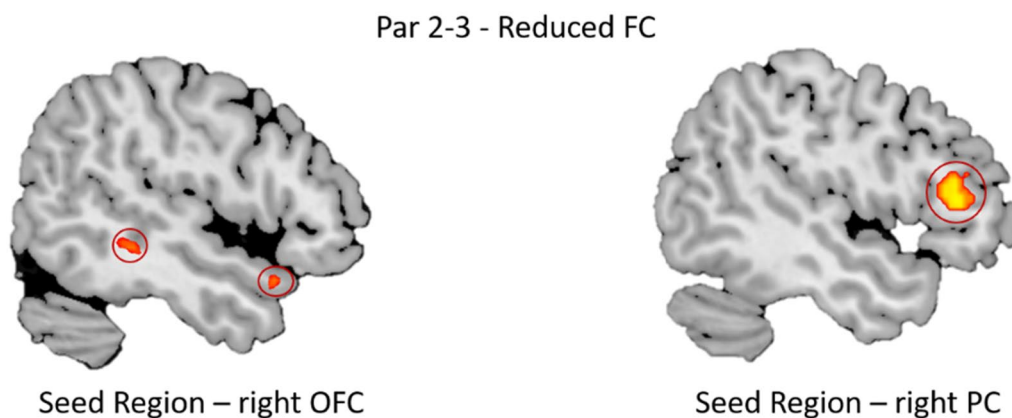 Par 2-3 - Reduced FC
Seed Region – right OFC
Seed Region – right PC